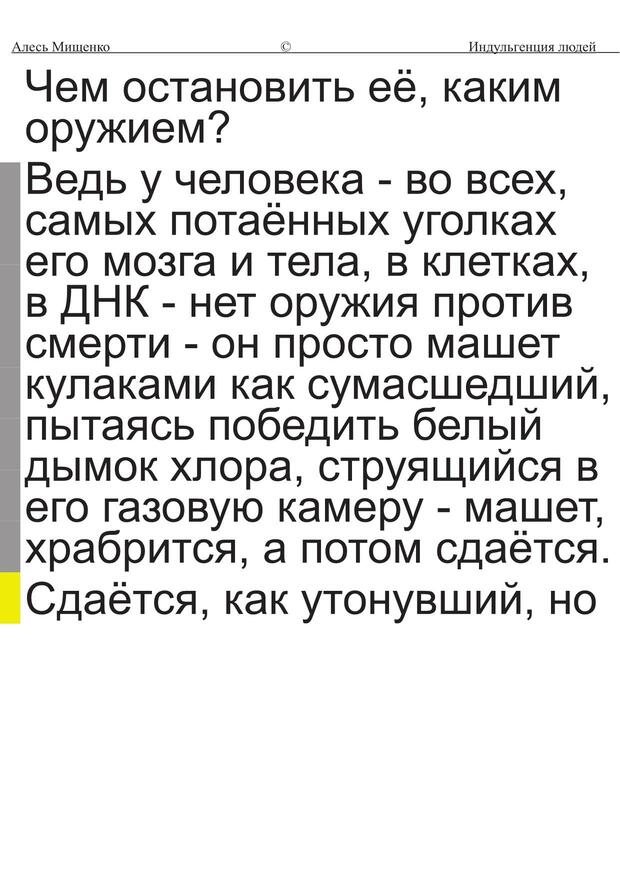 Алесь Мищенко © Индульгенция людей
Чем остановить её, каким
оружием?
Ведь у человека - во всех,
самых потаённых уголках
его мозга и тела, в клетках,
в ДНК - нет оружия против
смерти - он просто машет
кулаками как сумасшедший,
пытаясь победить белый
дымок хлора, струящийся в
его газовую камеру - машет,
храбрится, а потом сдаётся.
Сдаётся, как утонувший, но